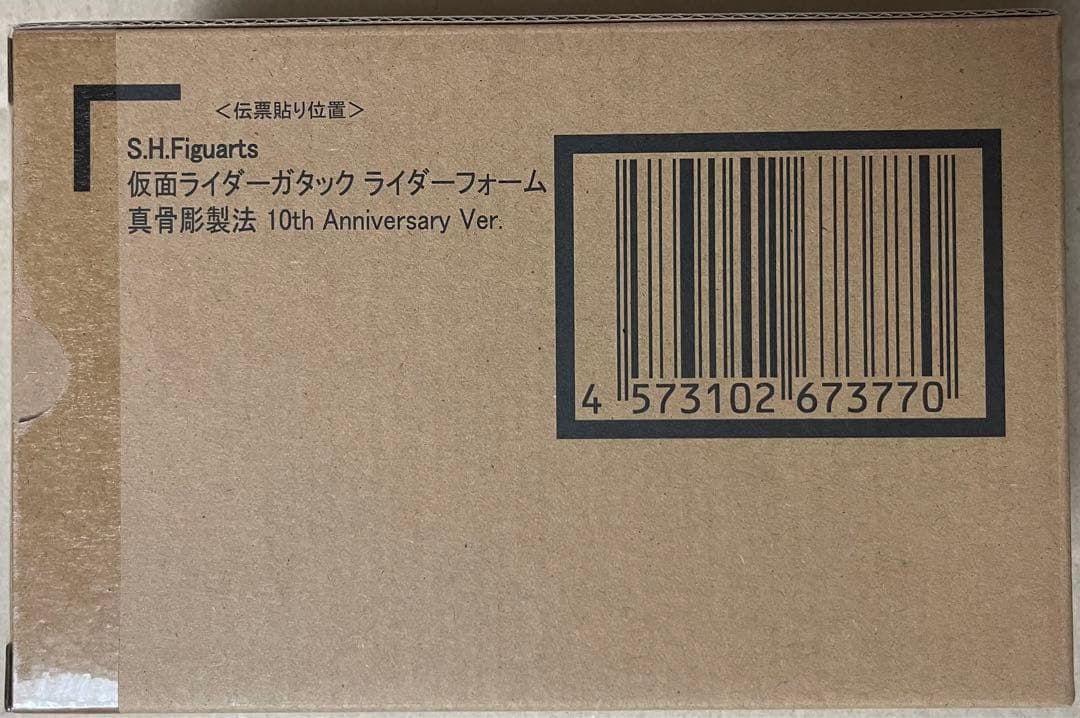 ＜伝票貼り位置＞
S.H.Figuarts
仮面ライダーガタック ライダーフォーム
真骨彫製法 10th Anniversary Ver.
4 573102 673770